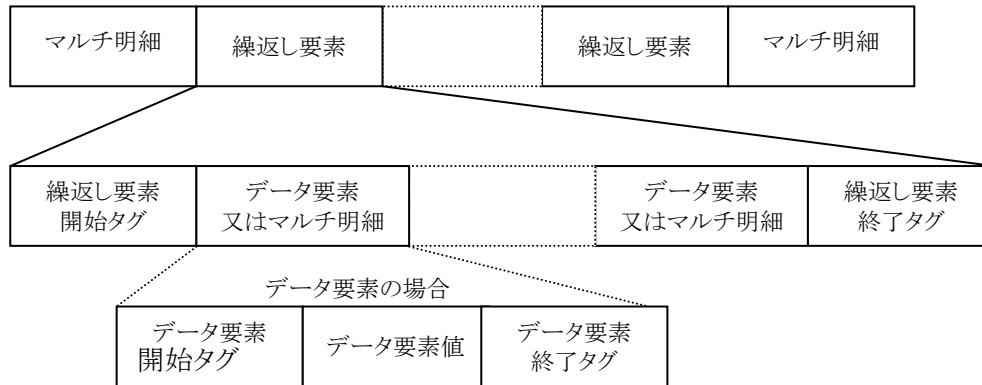 マルチ明細
繰返し要素
繰返し要素
マルチ明細
繰返し要素
開始タグ
データ要素
又はマルチ明細
データ要素
又はマルチ明細
繰返し要素
終了タグ
データ要素の場合
データ要素
開始タグ
データ要素値
データ要素
終了タグ